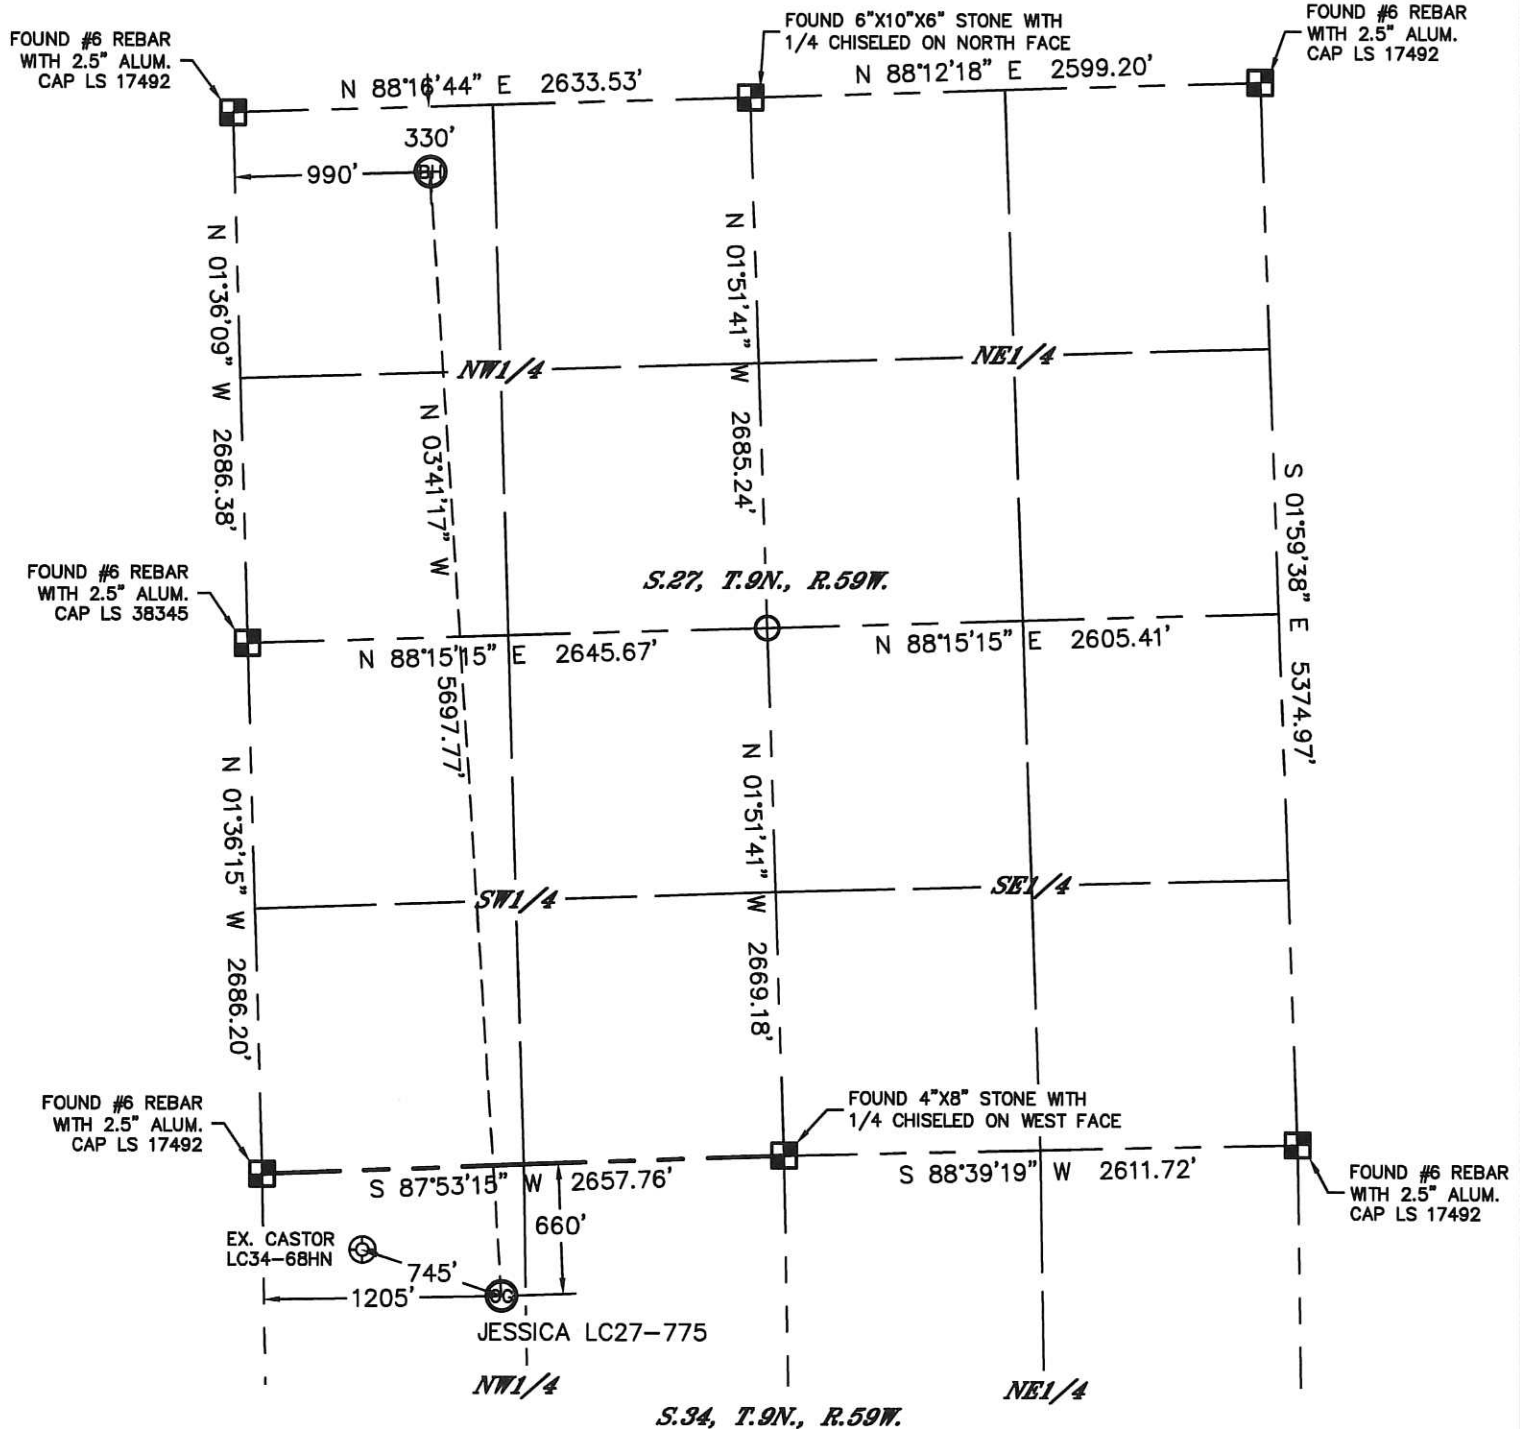 FOUND #6 REBAR
WITH 2.5" ALUM.
CAP LS 17492
FOUND 6"X10"X6" STONE WITH
1/4 CHISELED ON NORTH FACE
FOUND #6 REBAR
WITH 2.5" ALUM.
CAP LS 17492
N 88°16'44" E 2633.53'
N 88°12'18" E 2599.20'
330'
BH
990'
N 01°36'09" W 2686.38'
N 01°51'41" W 2685.24'
NW1/4
NE1/4
N 03°41'17" W 5697.77'
S 01°59'38" E 5374.97'
FOUND #6 REBAR
WITH 2.5" ALUM.
CAP LS 38345
S.27, T.9N., R.59W.
N 88°15'15" E 2645.67'
N 88°15'15" E 2605.41'
N 01°36'15" W 2686.20'
N 01°51'41" W 2669.18'
SW1/4
SE1/4
FOUND #6 REBAR
WITH 2.5" ALUM.
CAP LS 17492
FOUND 4"X8" STONE WITH
1/4 CHISELED ON WEST FACE
S 87°53'15" W 2657.76'
S 88°39'19" W 2611.72'
FOUND #6 REBAR
WITH 2.5" ALUM.
CAP LS 17492
660'
EX. CASTOR
LC34-68HN
745'
1205'
OG
JESSICA LC27-775
NW1/4
NE1/4
S.34, T.9N., R.59W.